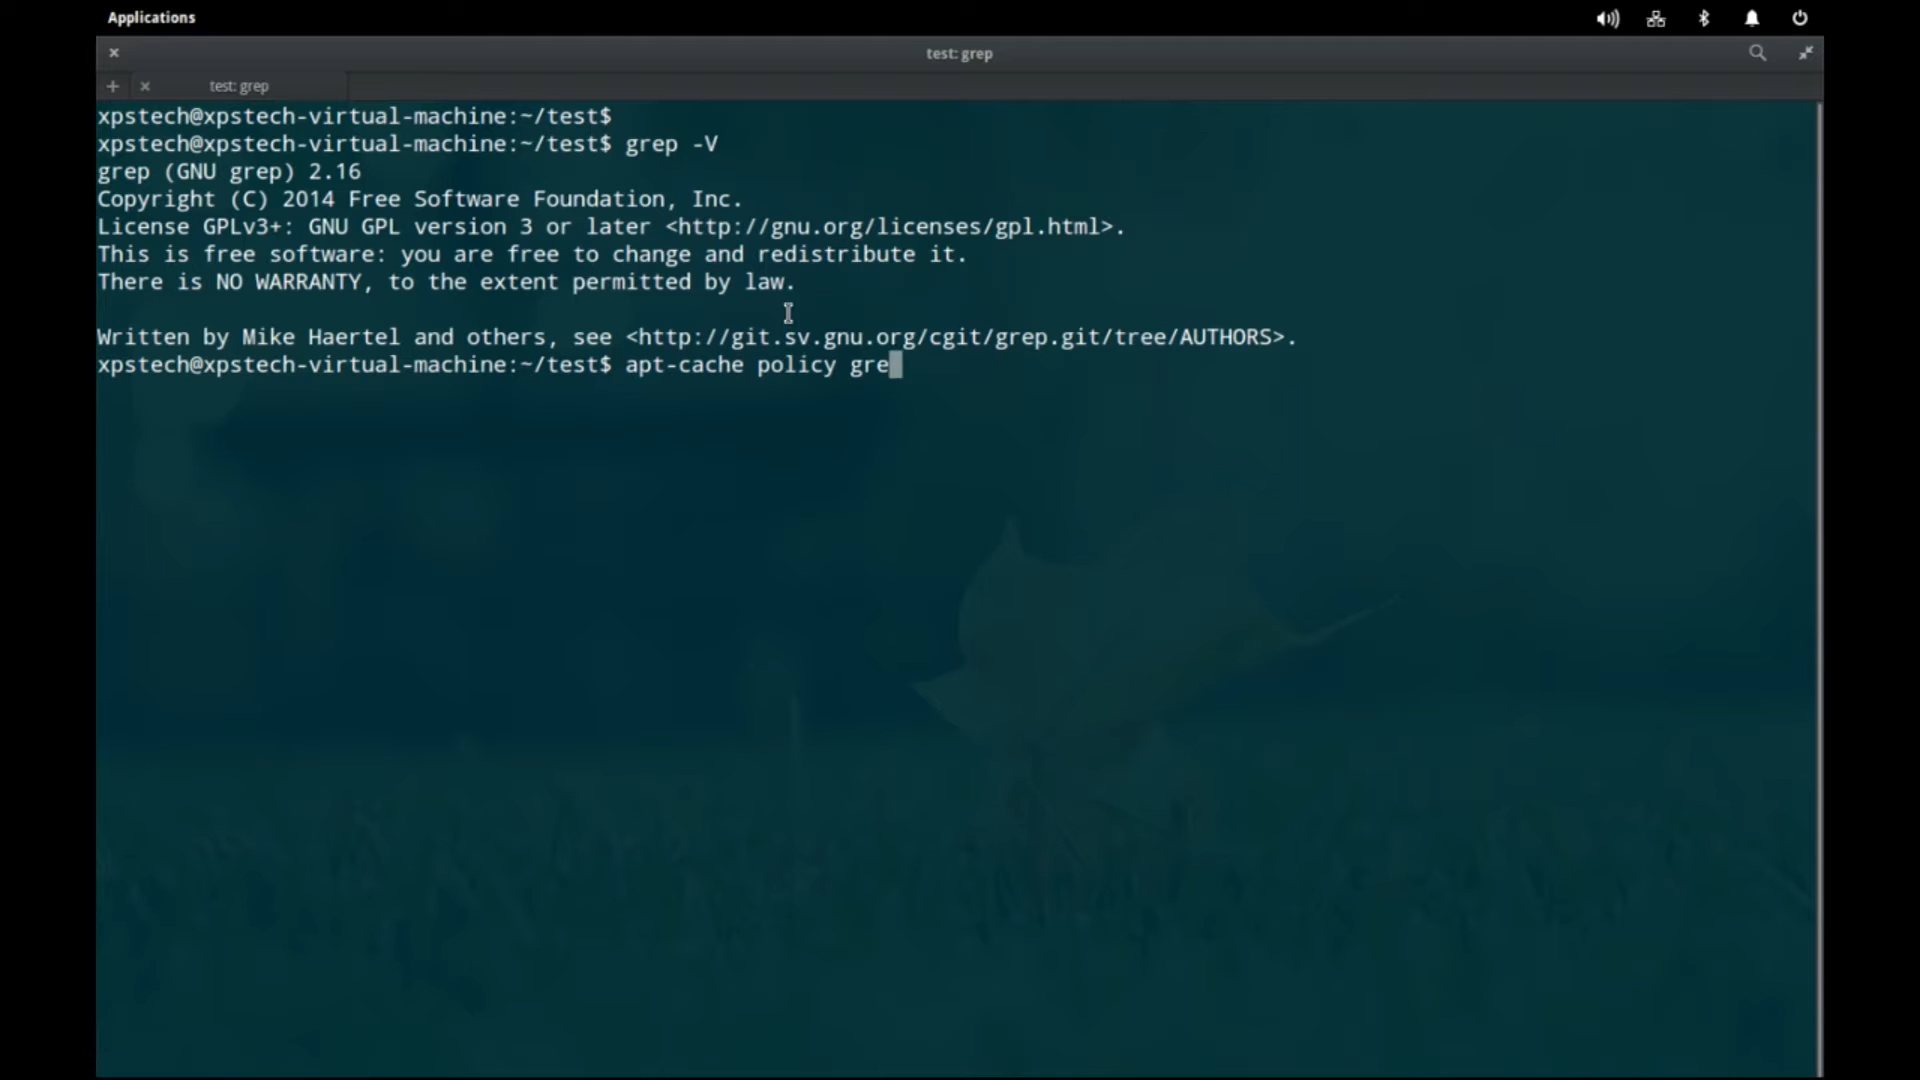 Applications
test: grep
test: grep
xpstech@xpstech-virtual-machine:~/test$
xpstech@xpstech-virtual-machine:~/test$ grep -V
grep (GNU grep) 2.16
Copyright (C) 2014 Free Software Foundation, Inc.
License GPLv3+: GNU GPL version 3 or later <http://gnu.org/licenses/gpl.html>.
This is free software: you are free to change and redistribute it.
There is NO WARRANTY, to the extent permitted by law.
Written by Mike Haertel and others, see <http://git.sv.gnu.org/cgit/grep.git/tree/AUTHORS>.
xpstech@xpstech-virtual-machine:~/test$ apt-cache policy gre